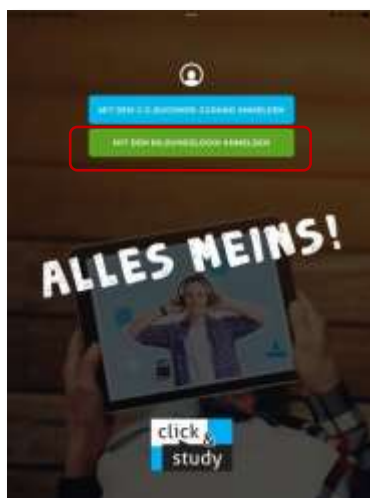 MIT DEM C.C.BUCHNER-ZUGANG ANMELDEN
MIT DEM BILDUNGSLOGIN ANMELDEN
ALLES MEINS!
click &
study